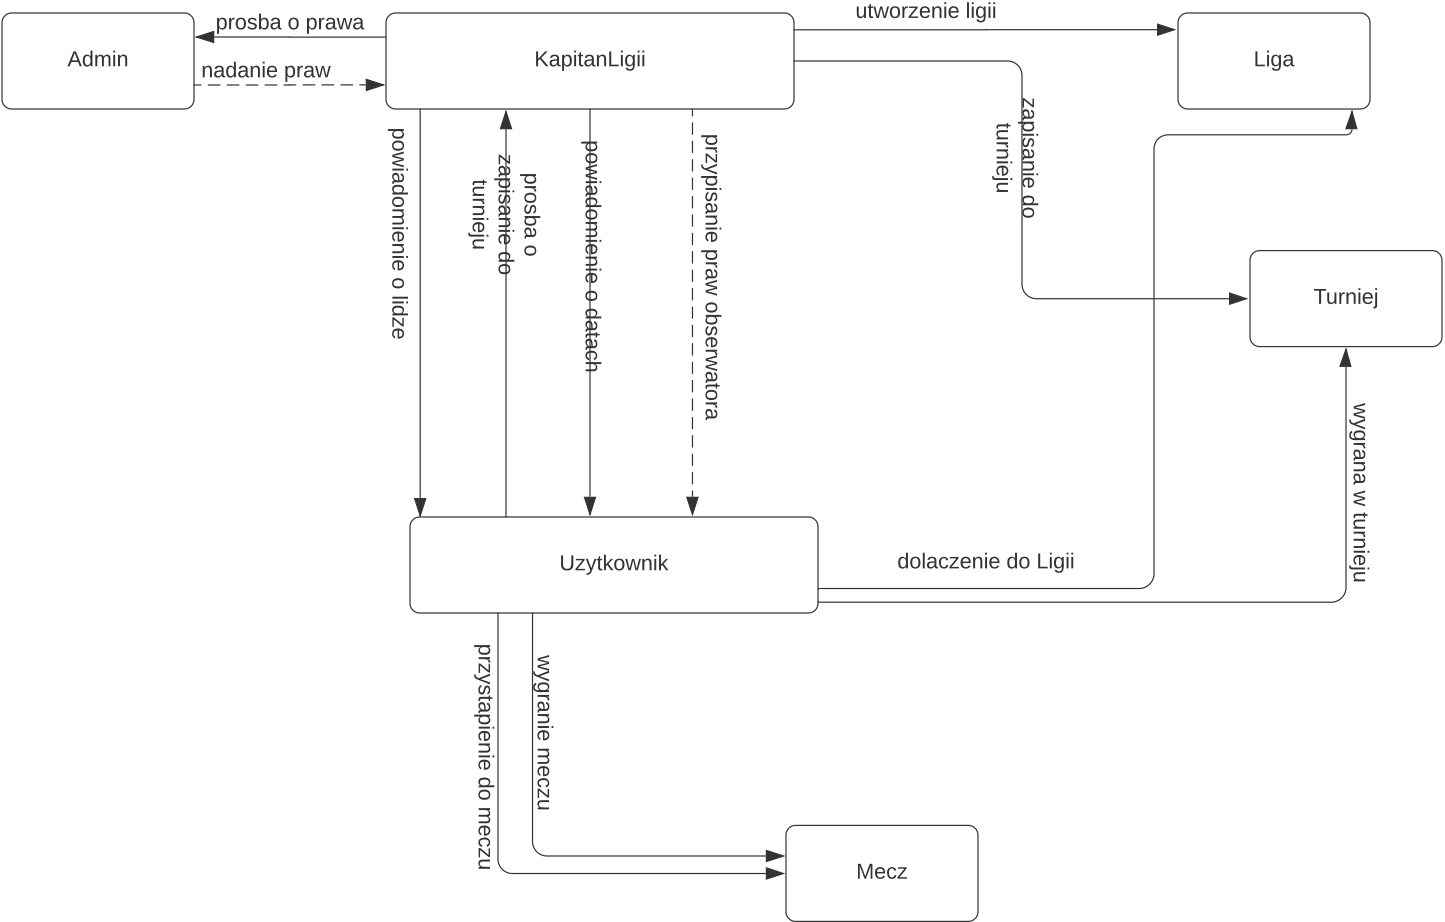 prosba o prawa
utworzenie ligii
Admin
KapitanLigii
Liga
nadanie praw
powiadomienie o lidze
prosba o
zapisanie do
turnieju
powiadomienie o datach
przypisanie praw obserwatora
zapisanie do
turnieju
Turniej
wygrana w turnieju
Uzytkownik
dolaczenie do Ligii
przystapienie do meczu
wygranie meczu
Mecz